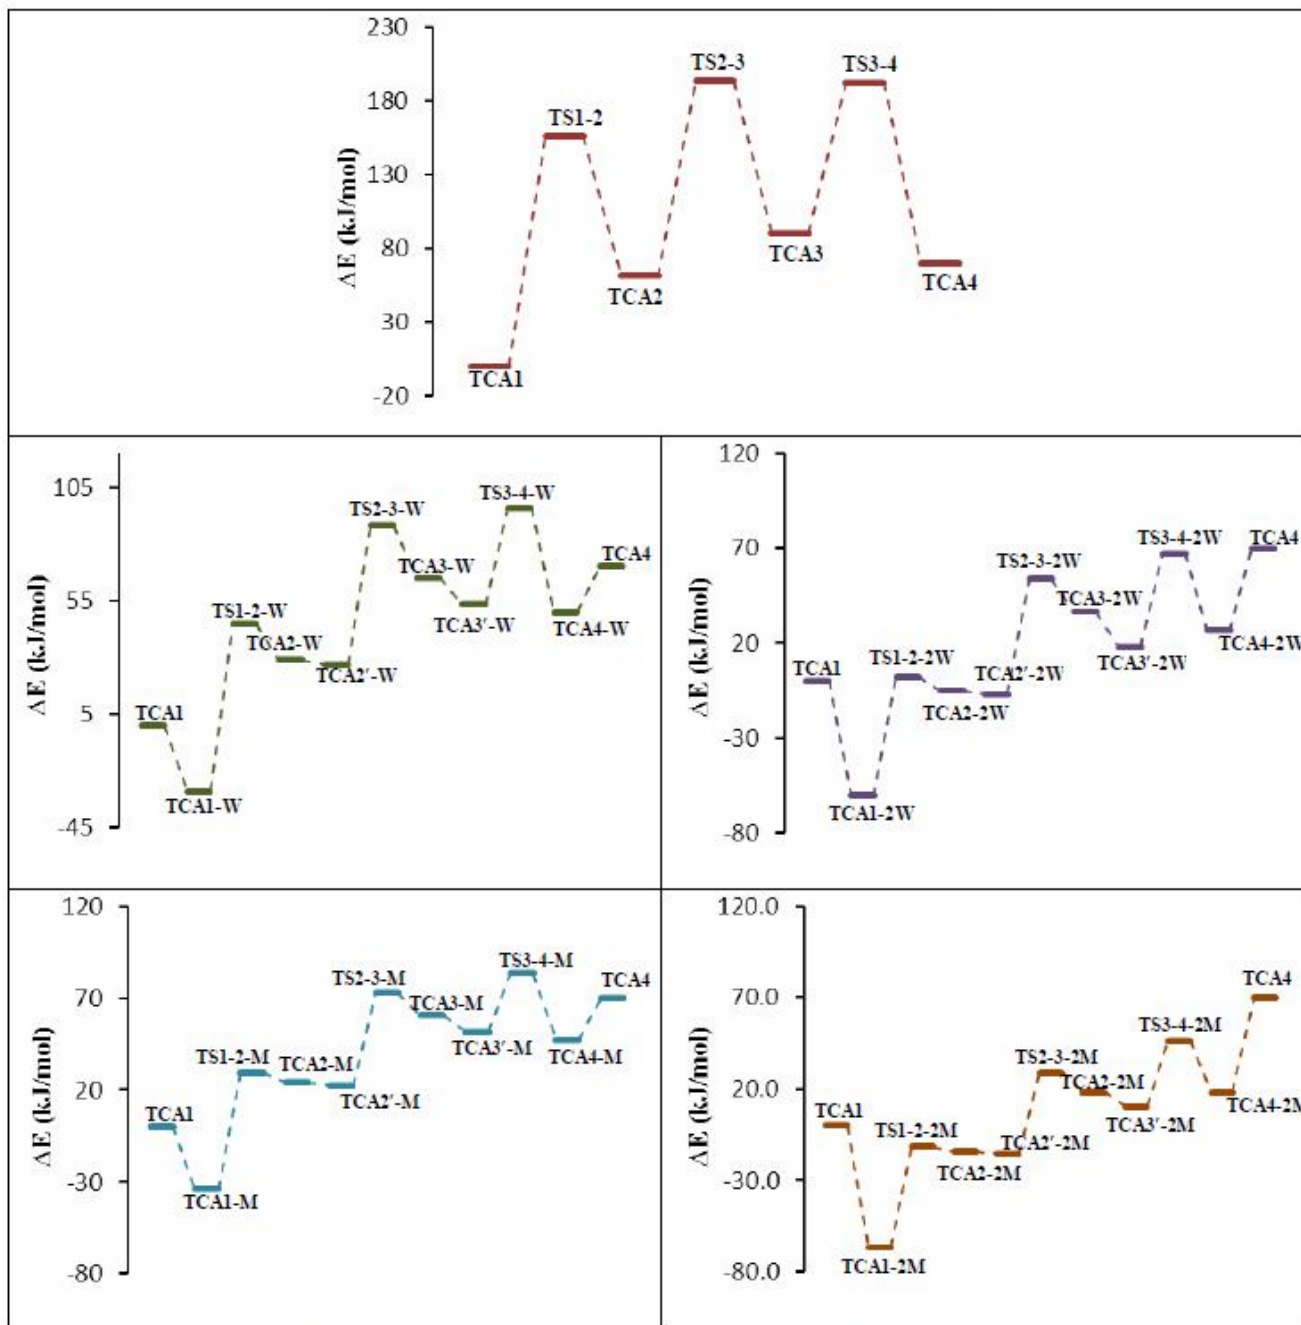 230
180
130
80
30
-20
ΔE (kJ/mol)
TCA1
TS1-2
TCA2
TS2-3
TCA3
TS3-4
TCA4
105
55
5
-45
ΔE (kJ/mol)
TCA1
TCA1-W
TS1-2-W
TCA2-W
TCA2′-W
TS2-3-W
TCA3-W
TCA3′-W
TS3-4-W
TCA4-W
TCA4
120
70
20
-30
-80
ΔE (kJ/mol)
TCA1
TCA1-2W
TS1-2-2W
TCA2-2W
TCA2′-2W
TS2-3-2W
TCA3-2W
TCA3′-2W
TS3-4-2W
TCA4-2W
TCA4
120
70
20
-30
-80
ΔE (kJ/mol)
TCA1
TCA1-M
TS1-2-M
TCA2-M
TCA2′-M
TS2-3-M
TCA3-M
TCA3′-M
TS3-4-M
TCA4-M
TCA4
120.0
70.0
20.0
-30.0
-80.0
ΔE (kJ/mol)
TCA1
TCA1-2M
TS1-2-2M
TCA2-2M
TCA2′-2M
TS2-3-2M
TCA2-2M
TCA3′-2M
TS3-4-2M
TCA4-2M
TCA4